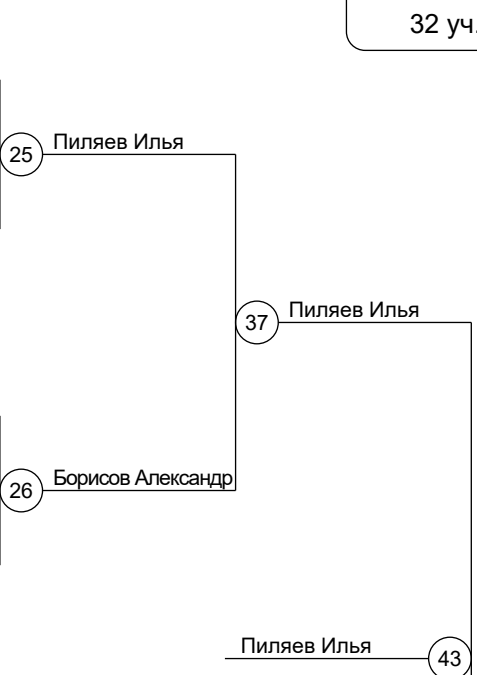 32 уч.
25 Пиляев Илья
37 Пиляев Илья
26 Борисов Александр
Пиляев Илья 43